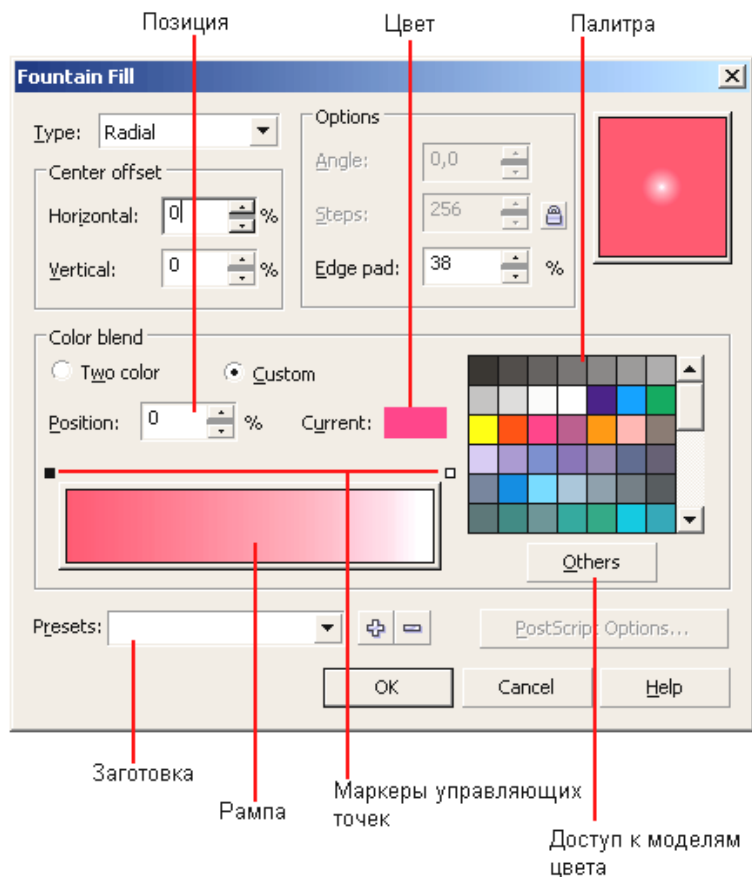 Позиция Цвет Палитра
Fountain Fill
Type: Radial
Options
Angle: 0,0
Center offset
Horizontal: 0 %
Steps: 256
Vertical: 0 %
Edge pad: 38 %
Color blend
Two color Custom
Position: 0 % Current:
Others
Presets: PostScript Options...
OK Cancel Help
Заготовка
Рампа
Маркеры управляющих
точек
Доступ к моделям
цвета